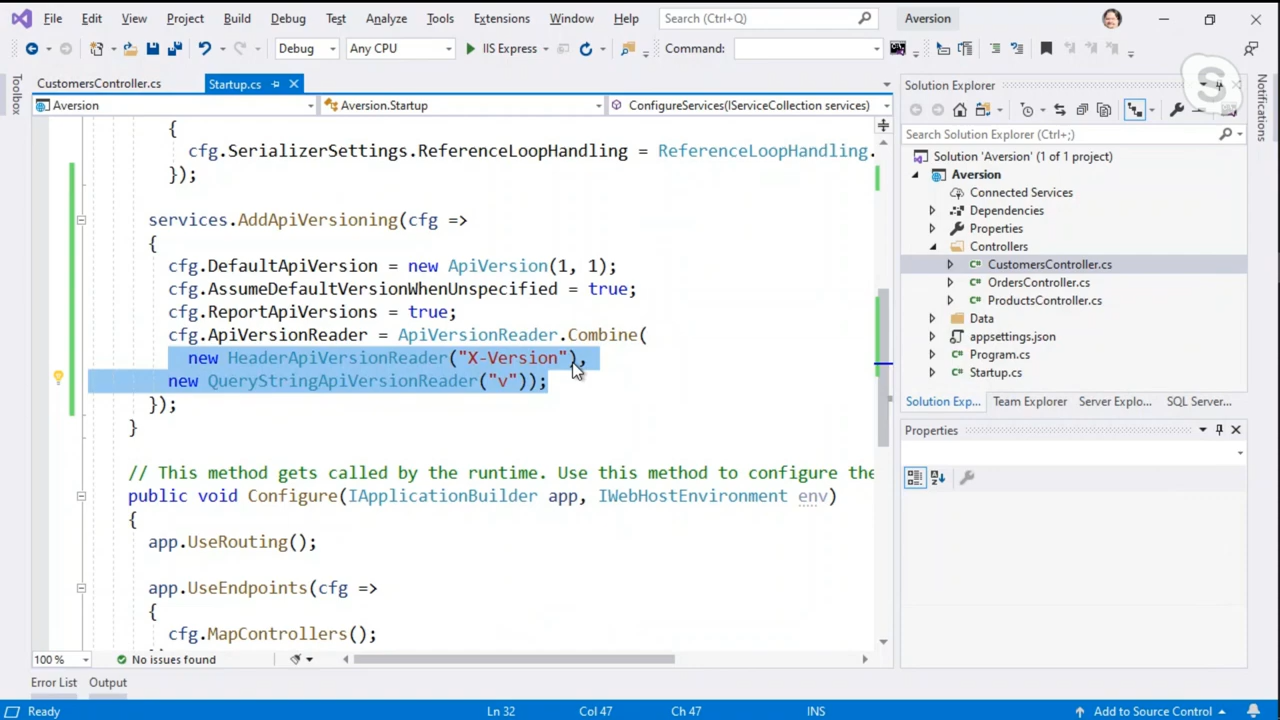 File Edit View Project Build Debug Test Analyze Tools Extensions Window Help Search (Ctrl+Q) Aversion
Debug Any CPU IIS Express Command:
Toolbox
CustomersController.cs Startup.cs
Aversion Aversion.Startup ConfigureServices(IServiceCollection services)
{
cfg.SerializerSettings.ReferenceLoopHandling = ReferenceLoopHandling.
});
services.AddApiVersioning(cfg =>
{
cfg.DefaultApiVersion = new ApiVersion(1, 1);
cfg.AssumeDefaultVersionWhenUnspecified = true;
cfg.ReportApiVersions = true;
cfg.ApiVersionReader = ApiVersionReader.Combine(
new HeaderApiVersionReader("X-Version"),
new QueryStringApiVersionReader("v"));
});
}
// This method gets called by the runtime. Use this method to configure the
public void Configure(IApplicationBuilder app, IWebHostEnvironment env)
{
app.UseRouting();
app.UseEndpoints(cfg =>
{
cfg.MapControllers();
100 % No issues found
Error List Output
Solution Explorer
Search Solution Explorer (Ctrl+;)
Solution 'Aversion' (1 of 1 project)
Aversion
Connected Services
Dependencies
Properties
Controllers
CustomersController.cs
OrdersController.cs
ProductsController.cs
Data
appsettings.json
Program.cs
Startup.cs
Solution Exp... Team Explorer Server Explo... SQL Server...
Properties
Notifications
Ready Ln 32 Col 47 Ch 47 INS Add to Source Control